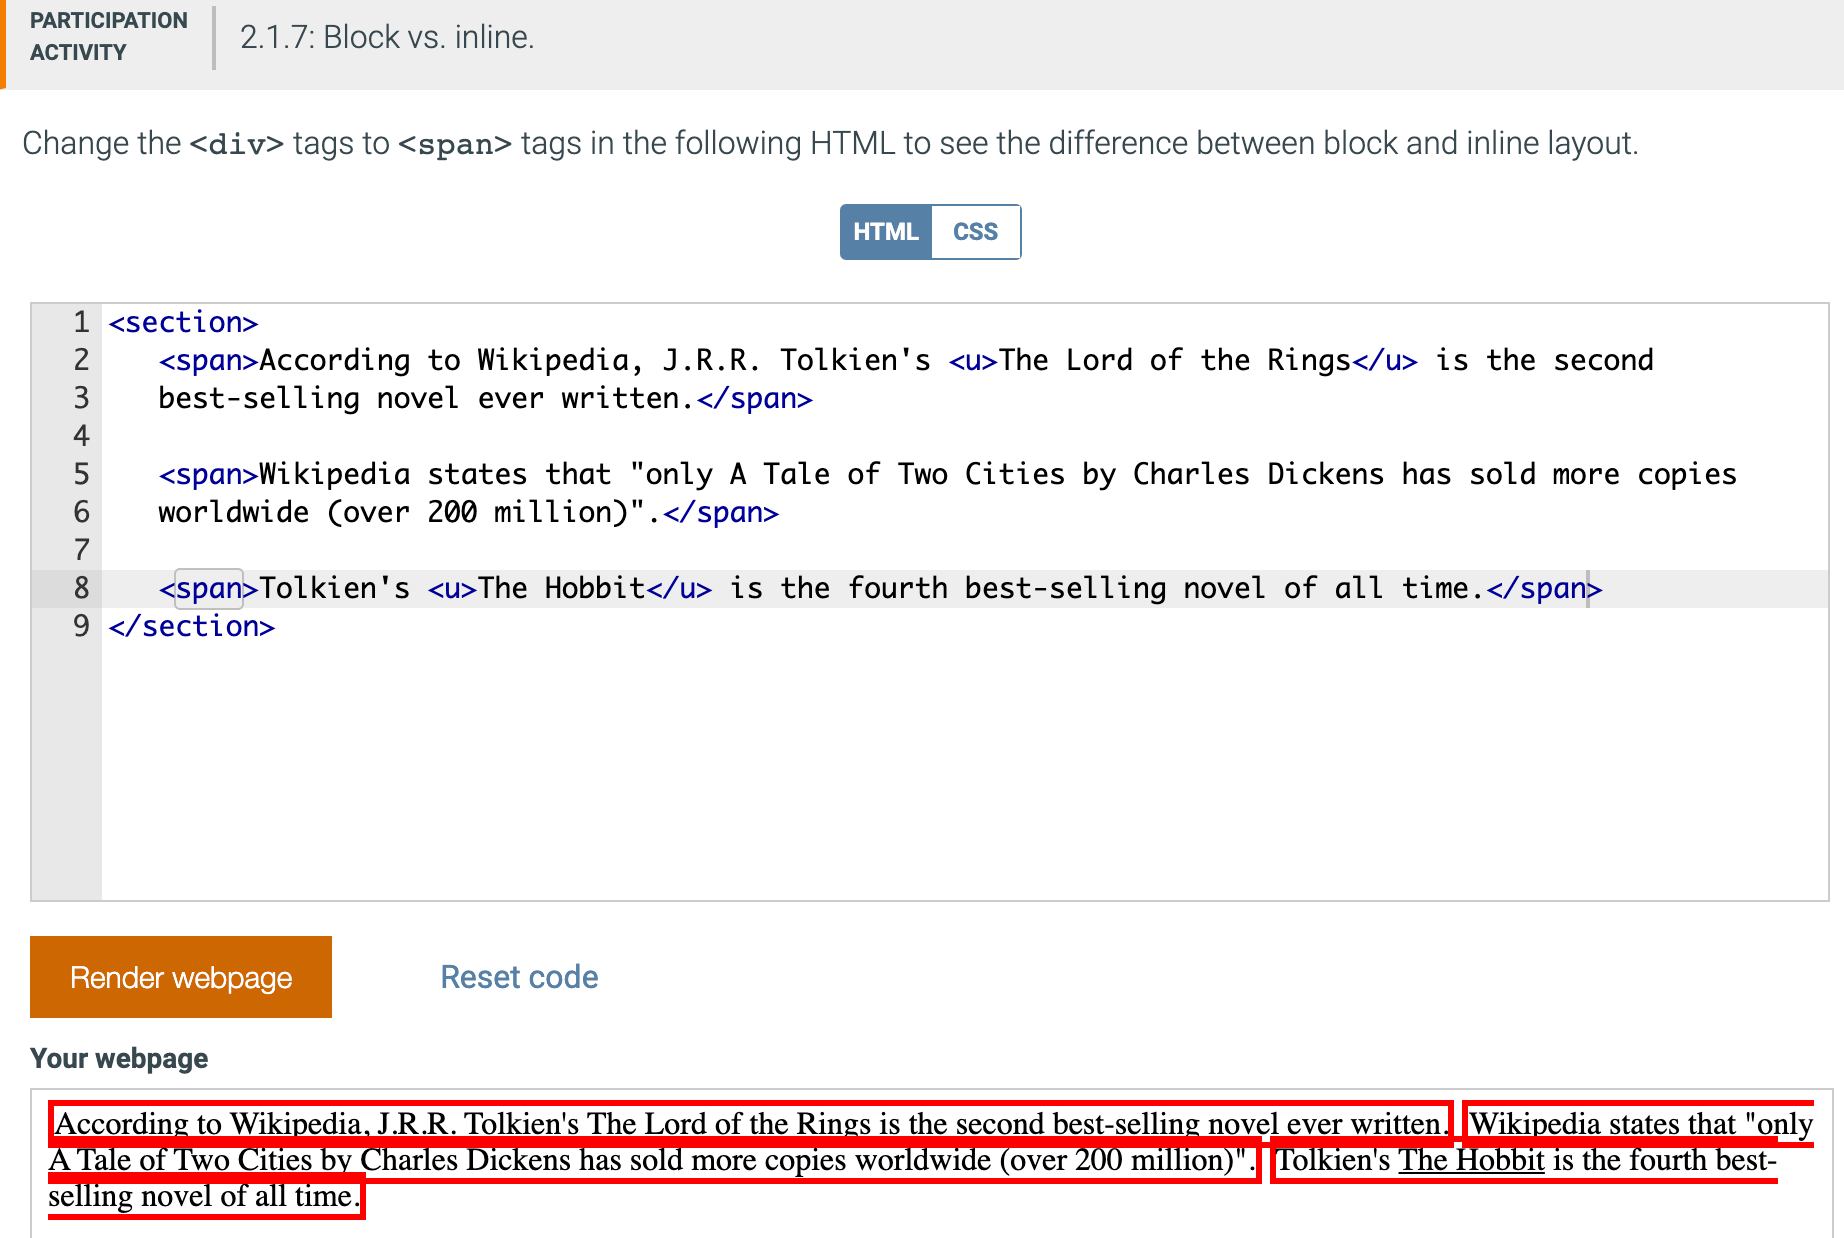 PARTICIPATION
ACTIVITY
2.1.7: Block vs. inline.
Change the <div> tags to <span> tags in the following HTML to see the difference between block and inline layout.
HTML CSS
1 <section>
2 <span>According to Wikipedia, J.R.R. Tolkien's <u>The Lord of the Rings</u> is the second
3 best-selling novel ever written.</span>
4
5 <span>Wikipedia states that "only A Tale of Two Cities by Charles Dickens has sold more copies
6 worldwide (over 200 million)".</span>
7
8 <span>Tolkien's <u>The Hobbit</u> is the fourth best-selling novel of all time.</span>
9 </section>
Render webpage Reset code
Your webpage
According to Wikipedia, J.R.R. Tolkien's The Lord of the Rings is the second best-selling novel ever written. Wikipedia states that "only
A Tale of Two Cities by Charles Dickens has sold more copies worldwide (over 200 million)". Tolkien's The Hobbit is the fourth best-
selling novel of all time.